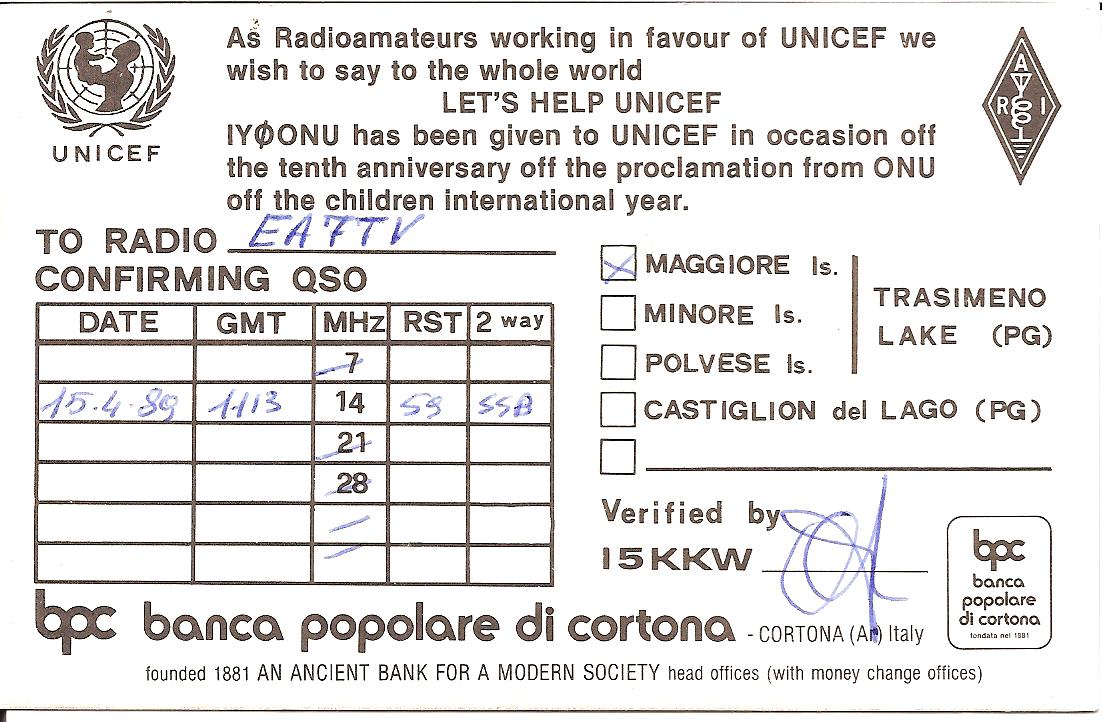 UNICEF
As Radioamateurs working in favour of UNICEF we
wish to say to the whole world
LET'S HELP UNICEF
IYØONU has been given to UNICEF in occasion off
the tenth anniversary off the proclamation from ONU
off the children international year.
A
R I
TO RADIO EA7TV
CONFIRMING QSO
DATE GMT MHz RST 2 way
7
15.4.89 1113 14 59 SSB
21
28
MAGGIORE Is.
MINORE Is.
POLVESE Is.
TRASIMENO
LAKE (PG)
CASTIGLION del LAGO (PG)
Verified by
I5KKW
bpc
banca
popolare
di cortona
fondata nel 1881
bpc banca popolare di cortona - CORTONA (Ar) Italy
founded 1881 AN ANCIENT BANK FOR A MODERN SOCIETY head offices (with money change offices)